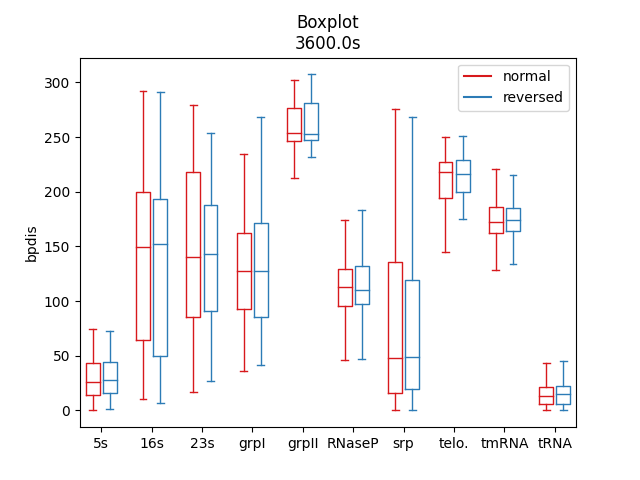 Boxplot
3600.0s
normal
reversed
bpdis
300
250
200
150
100
50
0
5s 16s 23s grpI grpII RNaseP srp telo. tmRNA tRNA